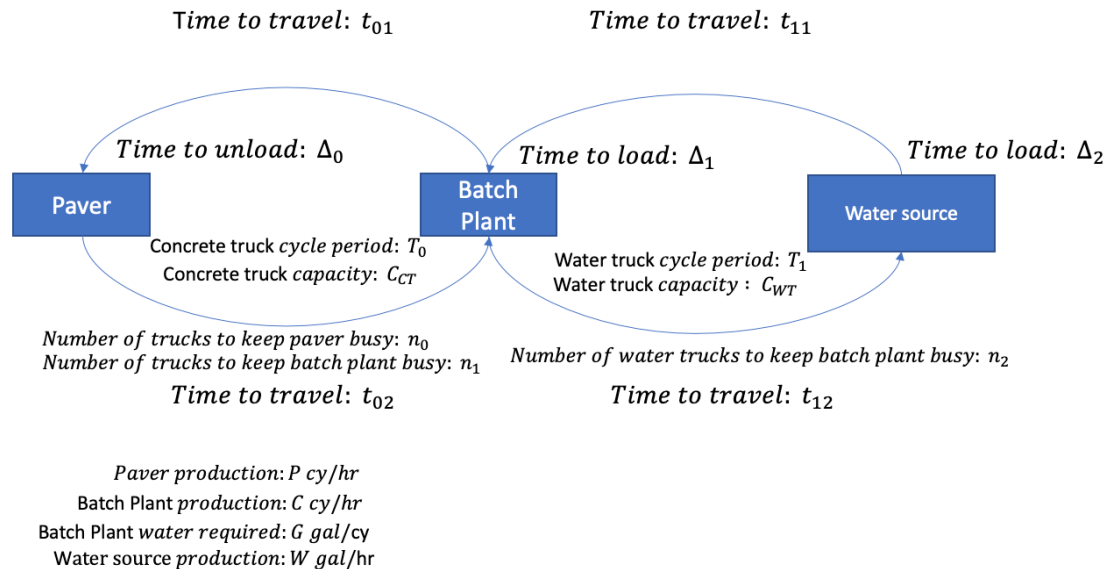 Time to travel: t₀₁
Time to travel: t₁₁
Time to unload: Δ₀
Time to load: Δ₁
Time to load: Δ₂
Paver
Batch
Plant
Water source
Concrete truck cycle period: T₀
Concrete truck capacity: C_CT
Water truck cycle period: T₁
Water truck capacity : C_WT
Number of trucks to keep paver busy: n₀
Number of trucks to keep batch plant busy: n₁
Number of water trucks to keep batch plant busy: n₂
Time to travel: t₀₂
Time to travel: t₁₂
Paver production: P cy/hr
Batch Plant production: C cy/hr
Batch Plant water required: G gal/cy
Water source production: W gal/hr